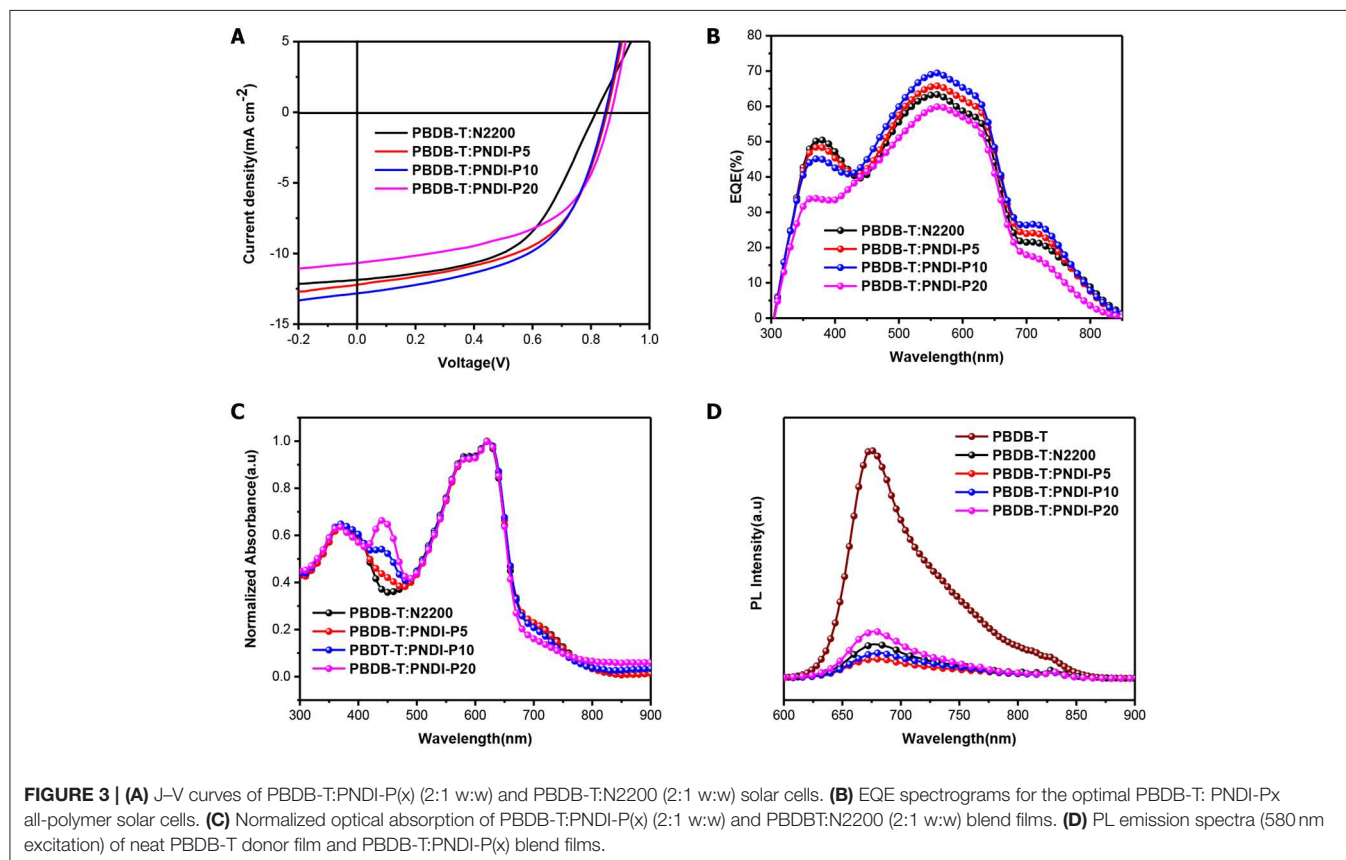 A
5
0
-5
-10
-15
-0.2
0.0
0.2
0.4
0.6
0.8
1.0
Current density(mA cm-2)
Voltage(V)
PBDB-T:N2200
PBDB-T:PNDI-P5
PBDB-T:PNDI-P10
PBDB-T:PNDI-P20
B
80
70
60
50
40
30
20
10
0
300
400
500
600
700
800
EQE(%)
Wavelength(nm)
PBDB-T:N2200
PBDB-T:PNDI-P5
PBDB-T:PNDI-P10
PBDB-T:PNDI-P20
C
1.0
0.8
0.6
0.4
0.2
0.0
300
400
500
600
700
800
900
Normalized Absorbance(a.u)
Wavelength(nm)
PBDB-T:N2200
PBDB-T:PNDI-P5
PBDT-T:PNDI-P10
PBDB-T:PNDI-P20
D
600
650
700
750
800
850
900
PL Intensity(a.u)
Wavelength(nm)
PBDB-T
PBDB-T:N2200
PBDB-T:PNDI-P5
PBDB-T:PNDI-P10
PBDB-T:PNDI-P20
FIGURE 3 | (A) J–V curves of PBDB-T:PNDI-P(x) (2:1 w:w) and PBDB-T:N2200 (2:1 w:w) solar cells. (B) EQE spectrograms for the optimal PBDB-T: PNDI-Px
all-polymer solar cells. (C) Normalized optical absorption of PBDB-T:PNDI-P(x) (2:1 w:w) and PBDBT:N2200 (2:1 w:w) blend films. (D) PL emission spectra (580 nm
excitation) of neat PBDB-T donor film and PBDB-T:PNDI-P(x) blend films.